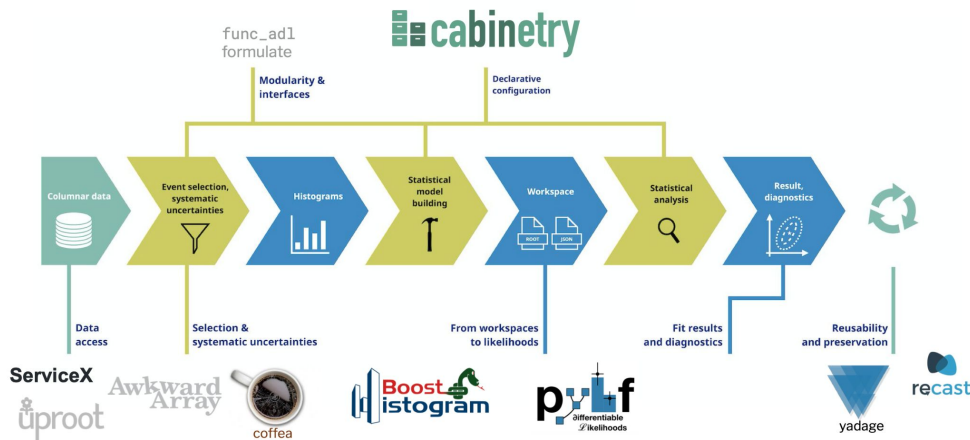 func_adl
formulate
cabinetry
Modularity &
interfaces
Declarative
configuration
Columnar data
Event selection,
systematic
uncertainties
Histograms
Statistical
model
building
Workspace
ROOT
JSON
Statistical
analysis
Result,
diagnostics
Data
access
Selection &
systematic uncertainties
From workspaces
to likelihoods
Fit results
and diagnostics
Reusability
and preservation
ServiceX
uproot
Awkward
Array
coffea
Boost
Histogram
pyhf
differentiable
Likelihoods
yadage
recast